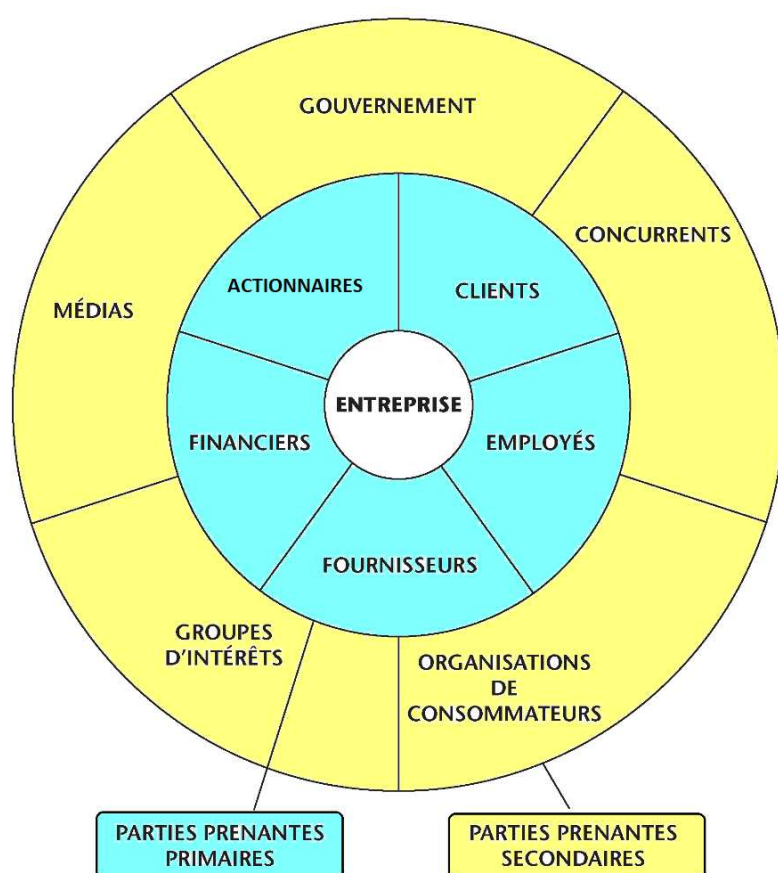 GOUVERNEMENT
CONCURRENTS
ACTIONNAIRES
CLIENTS
MÉDIAS
ENTREPRISE
FINANCIERS
EMPLOYÉS
FOURNISSEURS
GROUPES
D'INTÉRÊTS
ORGANISATIONS
DE
CONSOMMATEURS
PARTIES PRENANTES
PRIMAIRES
PARTIES PRENANTES
SECONDAIRES